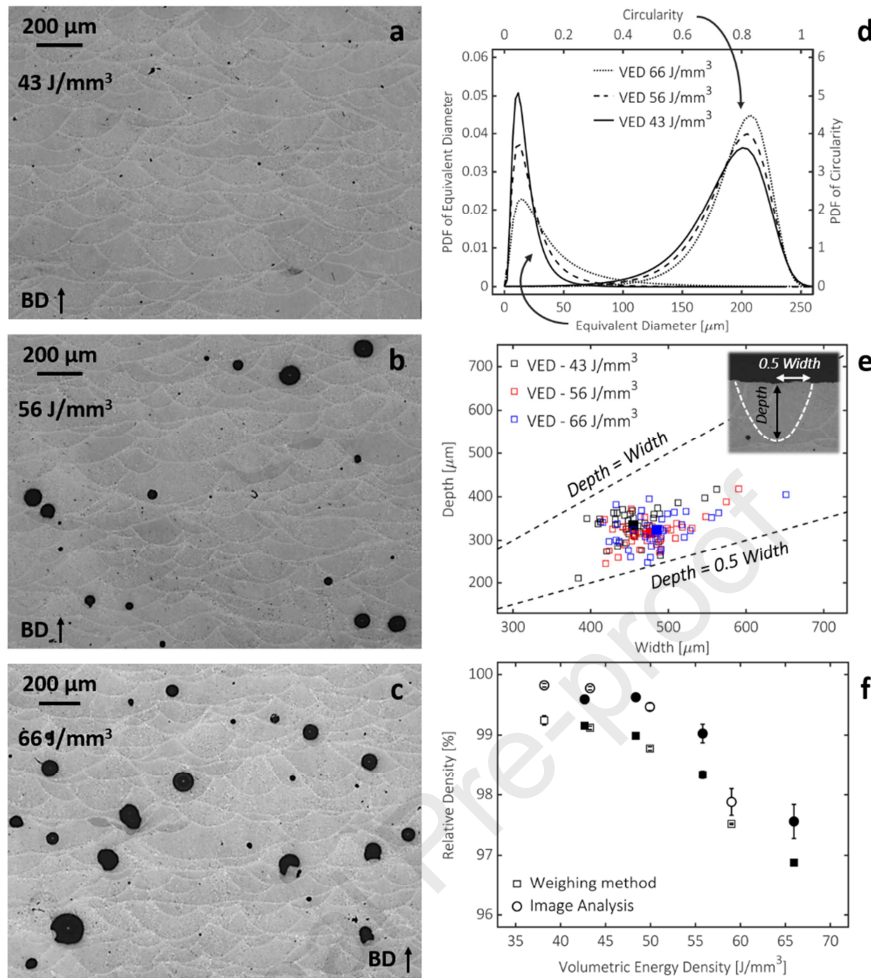 200 µm
a
43 J/mm³
BD ↑
200 µm
b
56 J/mm³
BD ↑
200 µm
c
66 J/mm³
BD ↑
d
Circularity
0 0.2 0.4 0.6 0.8 1
VED 66 J/mm³
VED 56 J/mm³
VED 43 J/mm³
PDF of Equivalent Diameter
0.06
0.05
0.04
0.03
0.02
0.01
0
PDF of Circularity
6
5
4
3
2
1
0
0 50 100 150 200 250
Equivalent Diameter [µm]
e
VED - 43 J/mm³
VED - 56 J/mm³
VED - 66 J/mm³
0.5 Width
Depth
Depth = Width
Depth = 0.5 Width
Depth [µm]
700
600
500
400
300
200
300 400 500 600 700
Width [µm]
f
Relative Density [%]
100
99
98
97
96
Weighing method
Image Analysis
35 40 45 50 55 60 65 70
Volumetric Energy Density [J/mm³]
Pre-proof